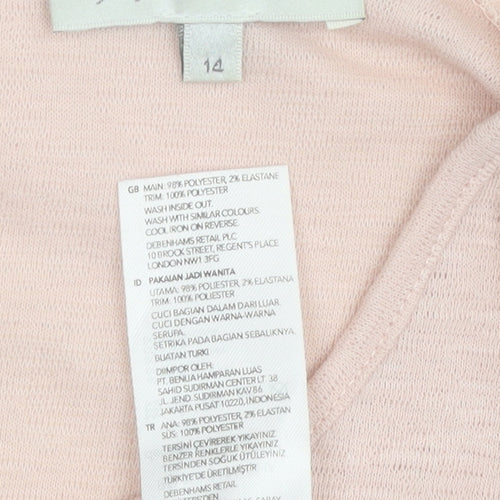 14
GB MAIN: 98% POLYESTER, 2% ELASTANE
TRIM: 100% POLYESTER
WASH INSIDE OUT.
WASH WITH SIMILAR COLOURS.
COOL IRON ON REVERSE.
DEBENHAMS RETAIL PLC
10 BROCK STREET, REGENT'S PLACE
LONDON NW1 3FG
ID PAKAIAN JADI WANITA
UTAMA: 98% POLIESTER, 2% ELASTANA
TRIM: 100% POLIESTER
CUCI BAGIAN DALAM DARI LUAR.
CUCI DENGAN WARNA-WARNA
SERUPA.
SETRIKA PADA BAGIAN SEBALIKNYA.
BUATAN TURKI
DIIMPOR OLEH:
PT. BENUA HAMPARAN LUAS
SAHID SUDIRMAN CENTER LT. 38
JL. JEND. SUDIRMAN KAV.86
JAKARTA PUSAT 10220, INDONESIA
TR ANA: 98% POLYESTER, 2% ELASTAN
SÜS: 100% POLYESTER
TERSİNİ ÇEVİREREK YIKAYINIZ.
BENZER RENKLERLE YIKAYINIZ.
TERSİNDEN SOĞUK ÜTÜLEYİNİZ
TÜRKİYE'DE ÜRETİLMİŞTİR
DEBENHAMS RETAIL